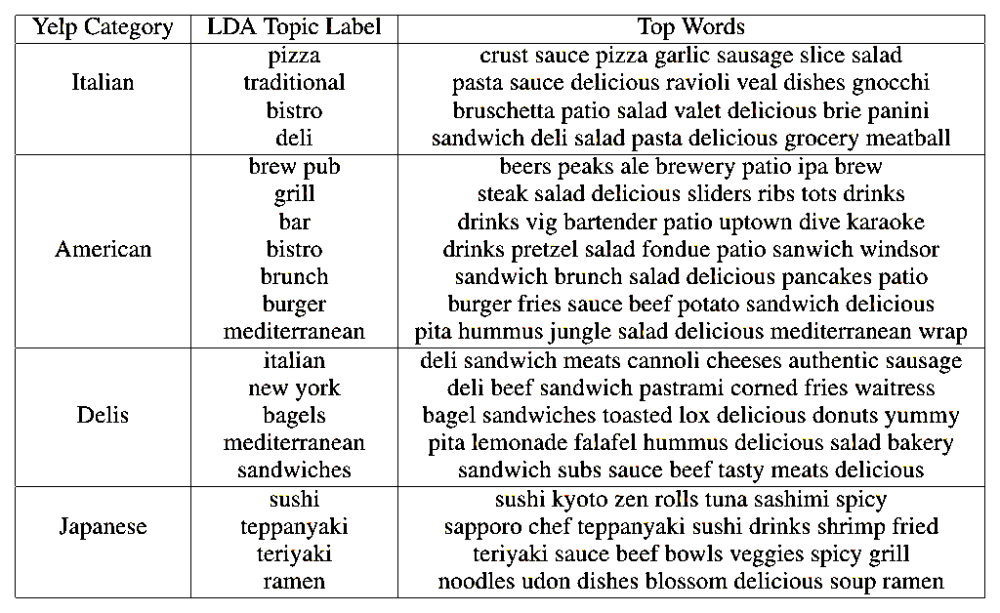 Yelp Category LDA Topic Label Top Words
pizza crust sauce pizza garlic sausage slice salad
Italian traditional pasta sauce delicious ravioli veal dishes gnocchi
bistro bruschetta patio salad valet delicious brie panini
deli sandwich deli salad pasta delicious grocery meatball
brew pub beers peaks ale brewery patio ipa brew
grill steak salad delicious sliders ribs tots drinks
bar drinks vig bartender patio uptown dive karaoke
American bistro drinks pretzel salad fondue patio sanwich windsor
brunch sandwich brunch salad delicious pancakes patio
burger burger fries sauce beef potato sandwich delicious
mediterranean pita hummus jungle salad delicious mediterranean wrap
italian deli sandwich meats cannoli cheeses authentic sausage
new york deli beef sandwich pastrami corned fries waitress
Delis bagels bagel sandwiches toasted lox delicious donuts yummy
mediterranean pita lemonade falafel hummus delicious salad bakery
sandwiches sandwich subs sauce beef tasty meats delicious
sushi sushi kyoto zen rolls tuna sashimi spicy
Japanese teppanyaki sapporo chef teppanyaki sushi drinks shrimp fried
teriyaki teriyaki sauce beef bowls veggies spicy grill
ramen noodles udon dishes blossom delicious soup ramen